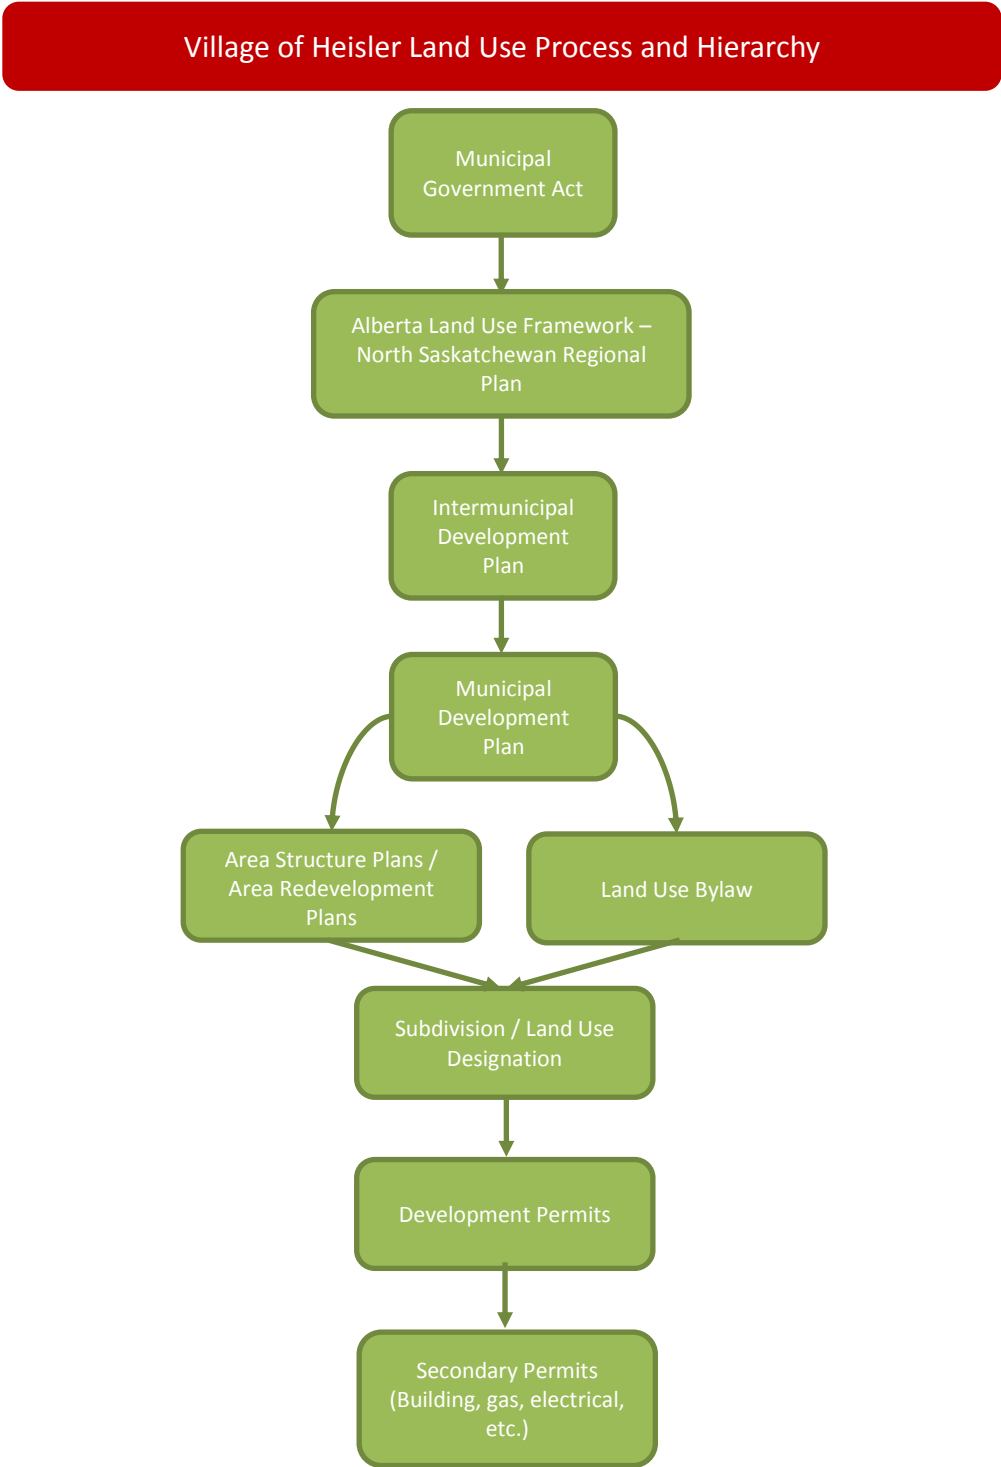 Village of Heisler Land Use Process and Hierarchy
Municipal
Government Act
Alberta Land Use Framework –
North Saskatchewan Regional
Plan
Intermunicipal
Development
Plan
Municipal
Development
Plan
Area Structure Plans /
Area Redevelopment
Plans
Land Use Bylaw
Subdivision / Land Use
Designation
Development Permits
Secondary Permits
(Building, gas, electrical,
etc.)